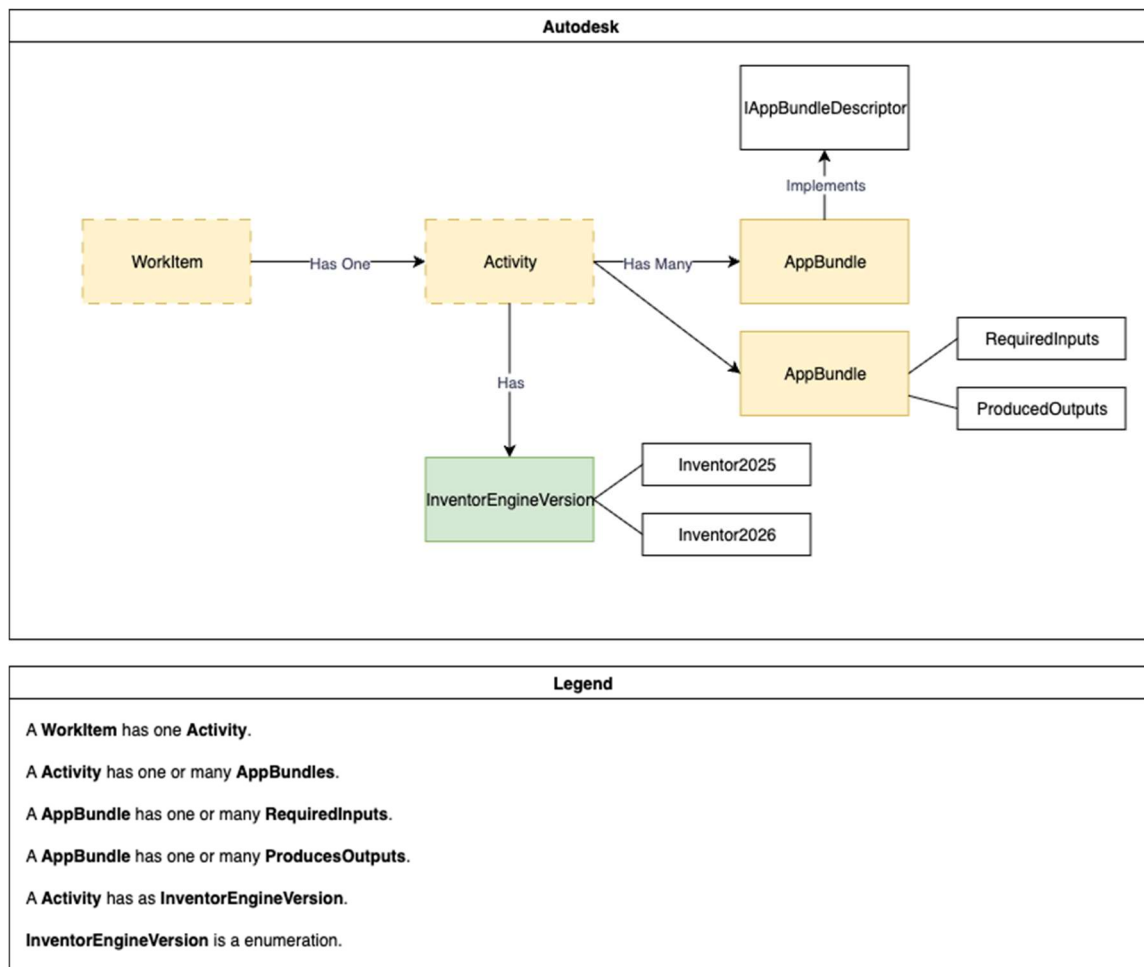 Autodesk
IAppBundleDescriptor
Implements
WorkItem
Has One
Activity
Has Many
AppBundle
AppBundle
RequiredInputs
ProducedOutputs
Has
InventorEngineVersion
Inventor2025
Inventor2026
Legend
A WorkItem has one Activity.
A Activity has one or many AppBundles.
A AppBundle has one or many RequiredInputs.
A AppBundle has one or many ProducesOutputs.
A Activity has as InventorEngineVersion.
InventorEngineVersion is a enumeration.